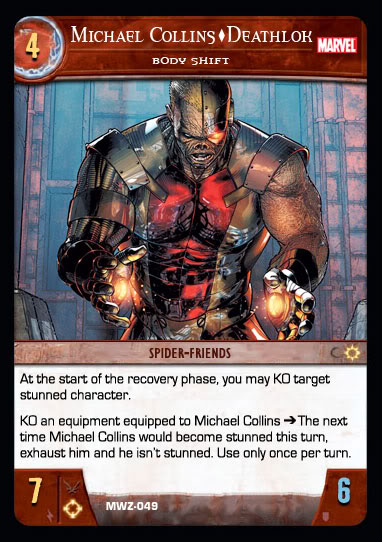 4
Michael Collins♦Deathlok
MARVEL
BODY SHIFT
SPIDER-FRIENDS
C
At the start of the recovery phase, you may KO target
stunned character.
KO an equipment equipped to Michael Collins ➔ The next
time Michael Collins would become stunned this turn,
exhaust him and he isn't stunned. Use only once per turn.
7
MWZ-049
6